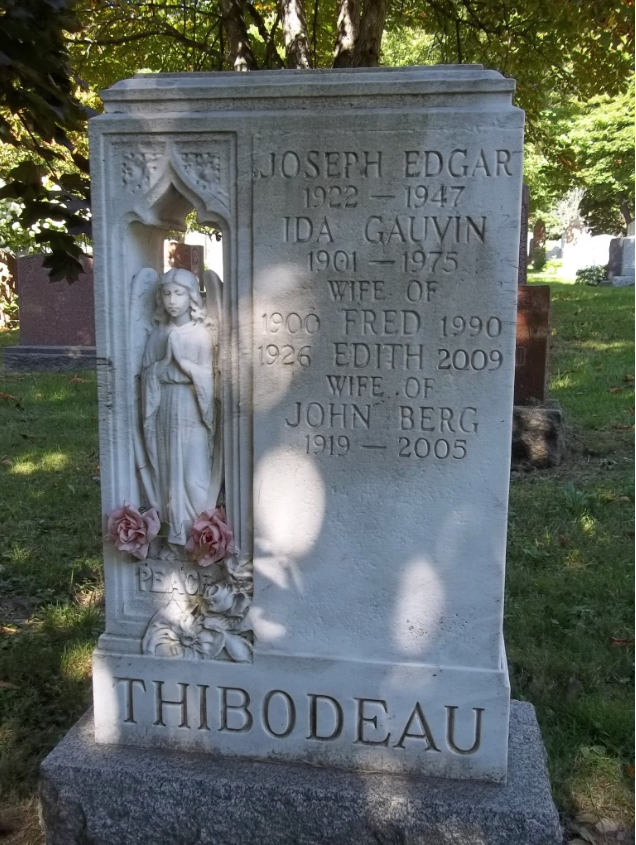 JOSEPH EDGAR
1922 — 1947
IDA GAUVIN
1901 — 1975
WIFE OF
1900 FRED 1990
1926 EDITH 2009
WIFE OF
JOHN BERG
1919 — 2005
PEACE
THIBODEAU